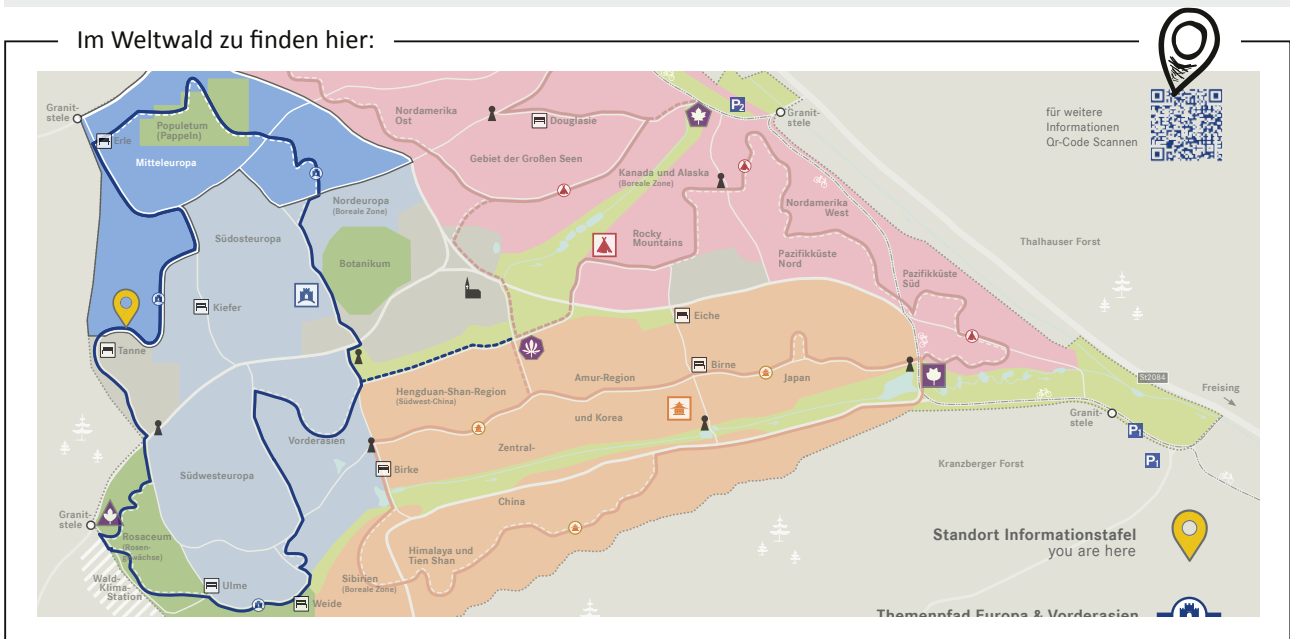 Im Weltwald zu finden hier:
Granit-
stele
Erle
Populetum
(Pappeln)
Mitteleuropa
Nordamerika
Ost
Douglasie
Gebiet der Großen Seen
P2
Granit-
stele
für weitere
Informationen
Qr-Code Scannen
Kanada und Alaska
(Boreale Zone)
Nordeuropa
(Boreale Zone)
Nordamerika
West
Südosteuropa
Rocky
Mountains
Thalhauser Forst
Botanikum
Pazifikküste
Nord
Pazifikküste
Süd
Kiefer
Eiche
Tanne
Birne
Amur-Region
Japan
Hengduan-Shan-Region
(Südwest-China)
St2084
Freising
und Korea
Granit-
stele
P1
P1
Vorderasien
Zentral-
Kranzberger Forst
Birke
Südwesteuropa
China
Granit-
stele
Rosaceum
(Rosen-
gewächse)
Standort Informationstafel
you are here
Himalaya und
Tien Shan
Wald-
Klima-
Station
Ulme
Sibirien
(Boreale Zone)
Weide
Themenpfad Europa & Vorderasien